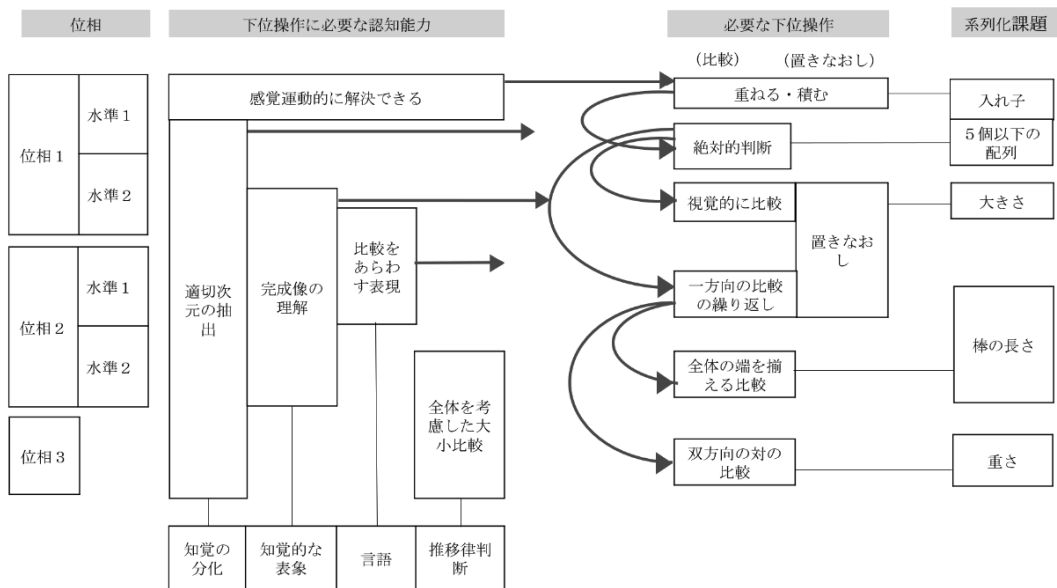 位相
下位操作に必要な認知能力
必要な下位操作
系列化課題
位相１
水準１
水準２
位相２
水準１
水準２
位相３
感覚運動的に解決できる
適切次
元の抽
出
完成像の
理解
比較を
あらわ
す表現
全体を考
慮した大
小比較
知覚の
分化
知覚的な
表象
言語
推移律判
断
（比較）
（置きなおし）
重ねる・積む
絶対的判断
視覚的に比較
置きなお
し
一方向の比較
の繰り返し
全体の端を揃
える比較
双方向の対の
比較
入れ子
５個以下の
配列
大きさ
棒の長さ
重さ